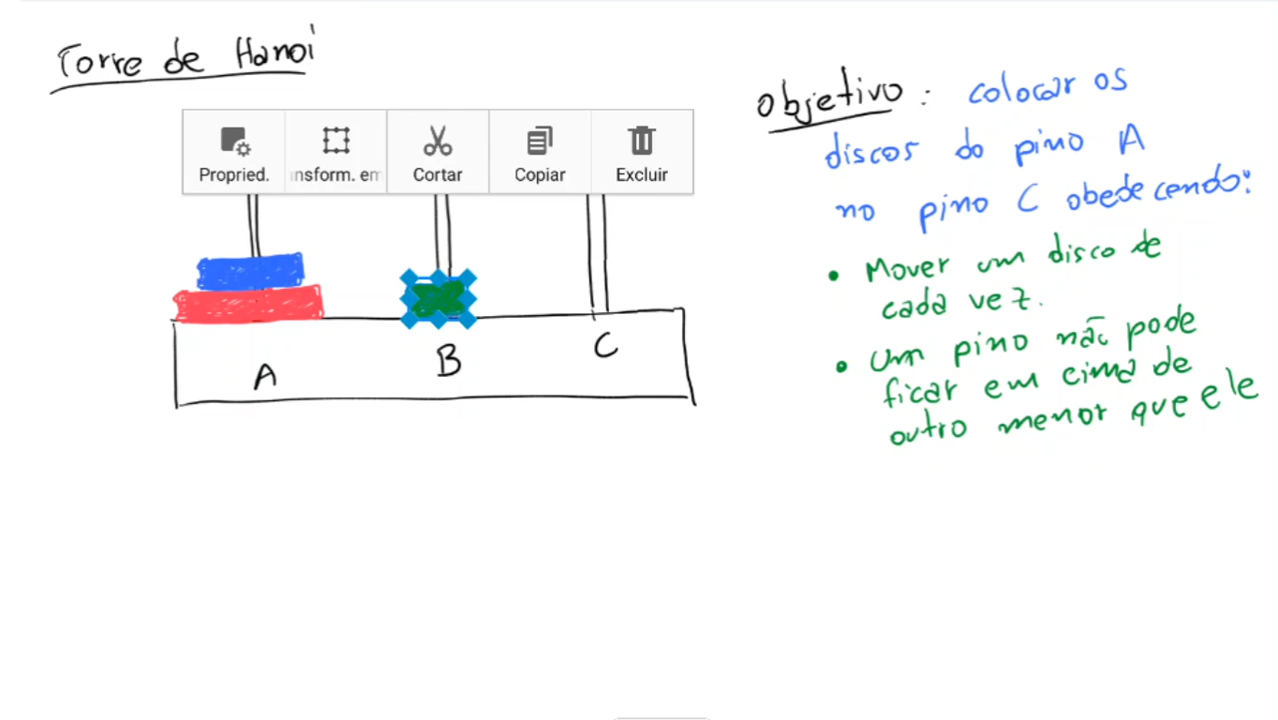 Torre de Hanoi
Propried.
nsform. em
Cortar
Copiar
Excluir
A
B
C
Objetivo: colocar os
discos do pino A
no pino C obedecendo:
• Mover um disco de
cada vez.
• Um pino não pode
ficar em cima de
outro menor que ele